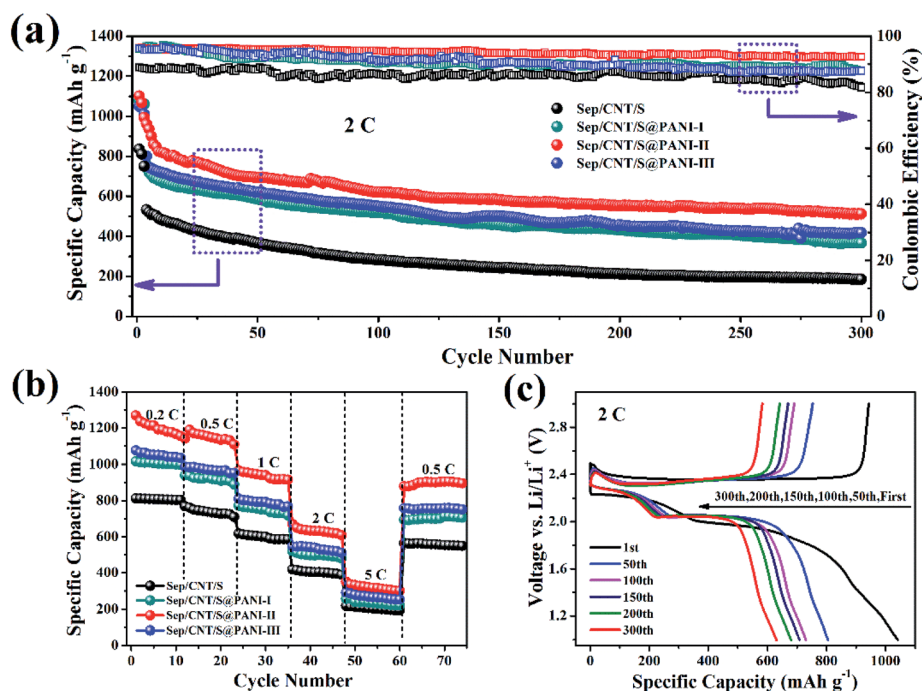 (a)
1400
1200
1000
800
600
400
200
0
Specific Capacity (mAh g-1)
100
80
60
40
20
0
Coulombic Efficiency (%)
2 C
Sep/CNT/S
Sep/CNT/S@PANI-I
Sep/CNT/S@PANI-II
Sep/CNT/S@PANI-III
0 50 100 150 200 250 300
Cycle Number
(b)
1400
1200
1000
800
600
400
200
0
Specific Capacity (mAh g-1)
0.2 C
0.5 C
1 C
2 C
5 C
0.5 C
Sep/CNT/S
Sep/CNT/S@PANI-I
Sep/CNT/S@PANI-II
Sep/CNT/S@PANI-III
0 10 20 30 40 50 60 70
Cycle Number
(c)
2.8
2.4
2.0
1.6
1.2
Voltage vs. Li/Li+ (V)
2 C
300th,200th,150th,100th,50th,First
1st
50th
100th
150th
200th
300th
0 200 400 600 800 1000
Specific Capacity (mAh g-1)